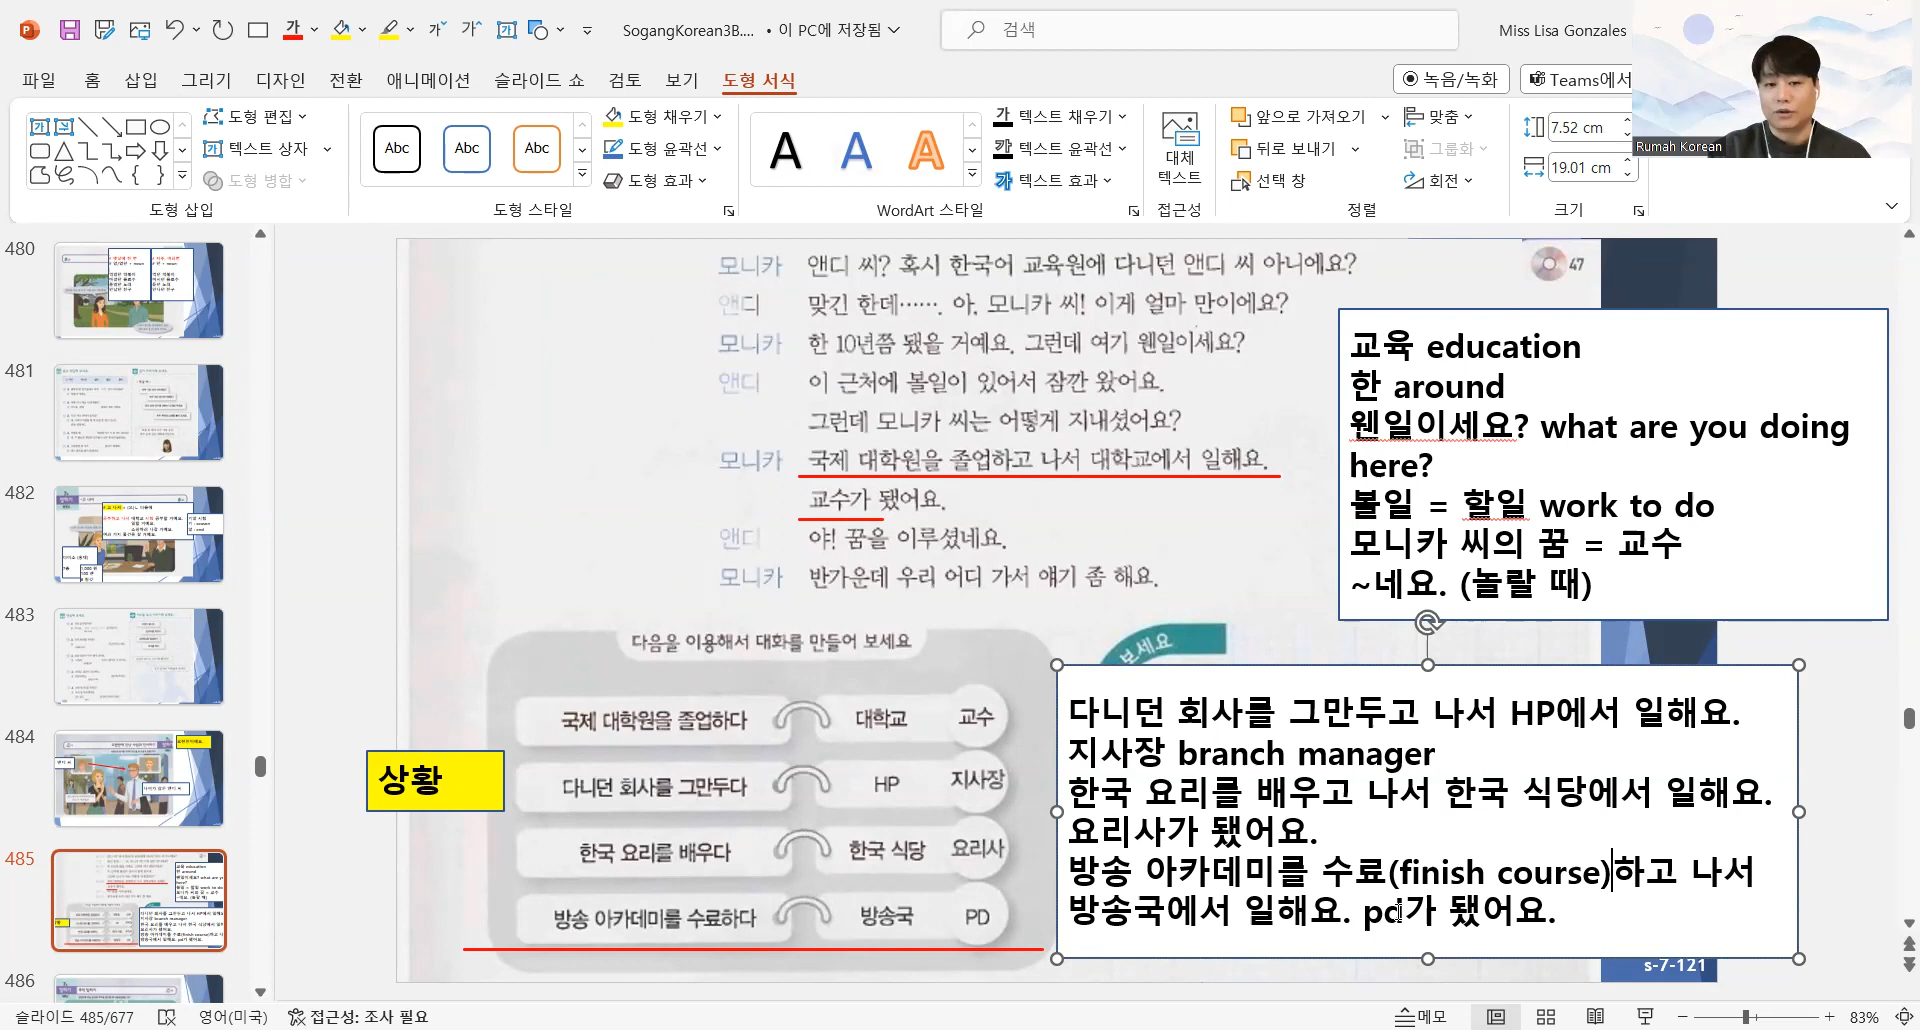 SogangKorean3B.... • 이 PC에 저장됨
검색
Miss Lisa Gonzales
파일 홈 삽입 그리기 디자인 전환 애니메이션 슬라이드 쇼 검토 보기 도형 서식
녹음/녹화
Teams에서
Rumah Korean
도형 편집
텍스트 상자
도형 병합
도형 삽입
Abc Abc Abc
도형 채우기
도형 윤곽선
도형 효과
도형 스타일
A A A
텍스트 채우기
텍스트 윤곽선
텍스트 효과
WordArt 스타일
대체
텍스트
접근성
앞으로 가져오기
뒤로 보내기
선택 창
맞춤
그룹화
회전
정렬
7.52 cm
19.01 cm
크기
480
481
482
483
484
485
486
모니카 앤디 씨? 혹시 한국어 교육원에 다니던 앤디 씨 아니에요?
47
앤디 맞긴 한데……. 아, 모니카 씨! 이게 얼마 만이에요?
모니카 한 10년쯤 됐을 거예요. 그런데 여기 웬일이세요?
앤디 이 근처에 볼일이 있어서 잠깐 왔어요.
그런데 모니카 씨는 어떻게 지내셨어요?
모니카 국제 대학원을 졸업하고 나서 대학교에서 일해요.
교수가 됐어요.
앤디 야! 꿈을 이루셨네요.
모니카 반가운데 우리 어디 가서 얘기 좀 해요.
교육 education
한 around
웬일이세요? what are you doing
here?
볼일 = 할일 work to do
모니카 씨의 꿈 = 교수
~네요. (놀랄 때)
다음을 이용해서 대화를 만들어 보세요
보세요
상황
국제 대학원을 졸업하다 대학교 교수
다니던 회사를 그만두다 HP 지사장
한국 요리를 배우다 한국 식당 요리사
방송 아카데미를 수료하다 방송국 PD
다니던 회사를 그만두고 나서 HP에서 일해요.
지사장 branch manager
한국 요리를 배우고 나서 한국 식당에서 일해요.
요리사가 됐어요.
방송 아카데미를 수료(finish course)하고 나서
방송국에서 일해요. pd가 됐어요.
s-7-121
슬라이드 485/677
영어(미국)
접근성: 조사 필요
메모
83%